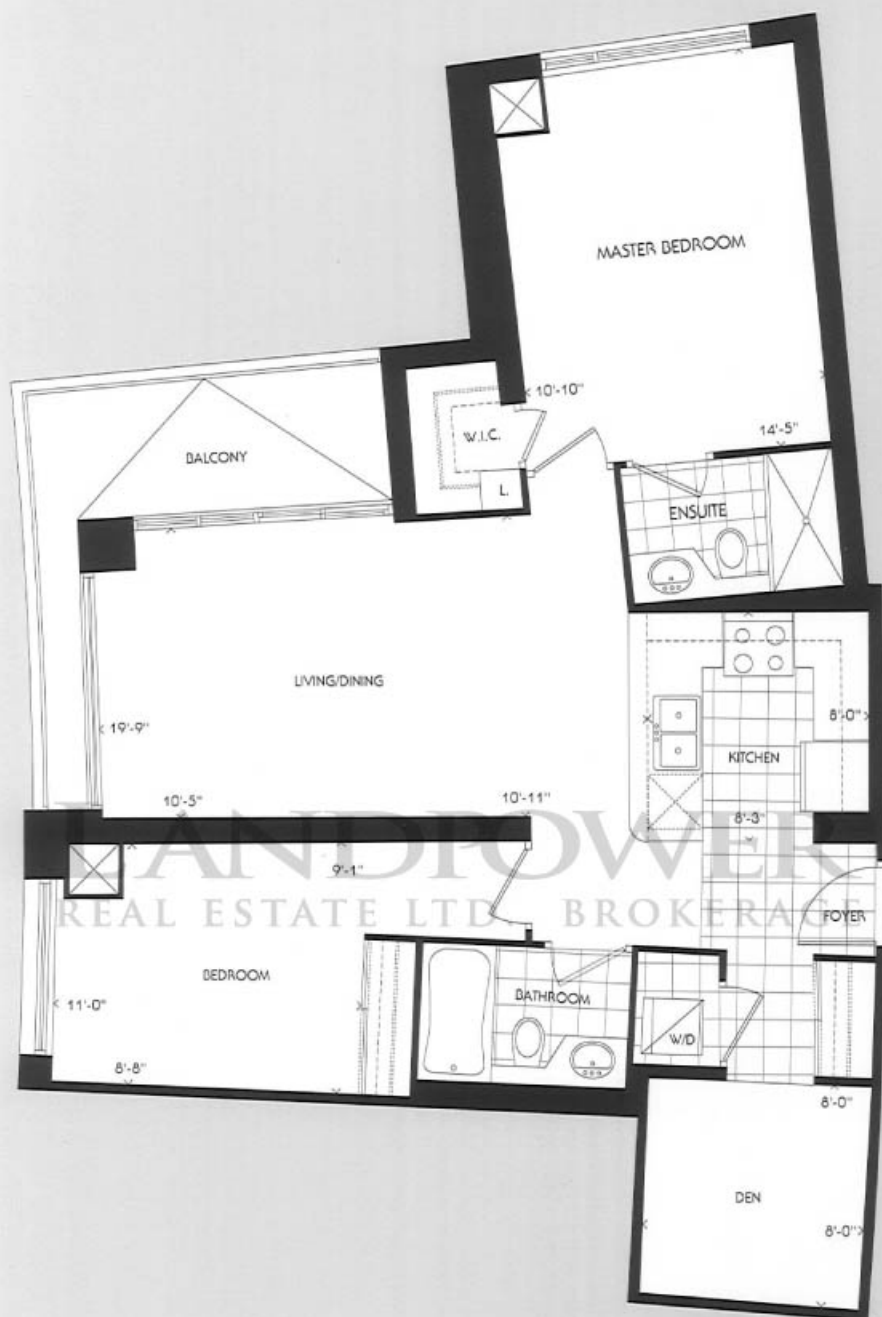 MASTER BEDROOM
10'-10"
14'-5"
W.I.C.
L.
BALCONY
ENSUITE
LIVING/DINING
19'-9"
8'-0"
KITCHEN
10'-5"
10'-11"
8'-3"
LANDPOWER
REAL ESTATE LTD. BROKERAGE
9'-1"
FOYER
BEDROOM
11'-0"
BATHROOM
W/D
8'-8"
8'-0"
DEN
8'-0"